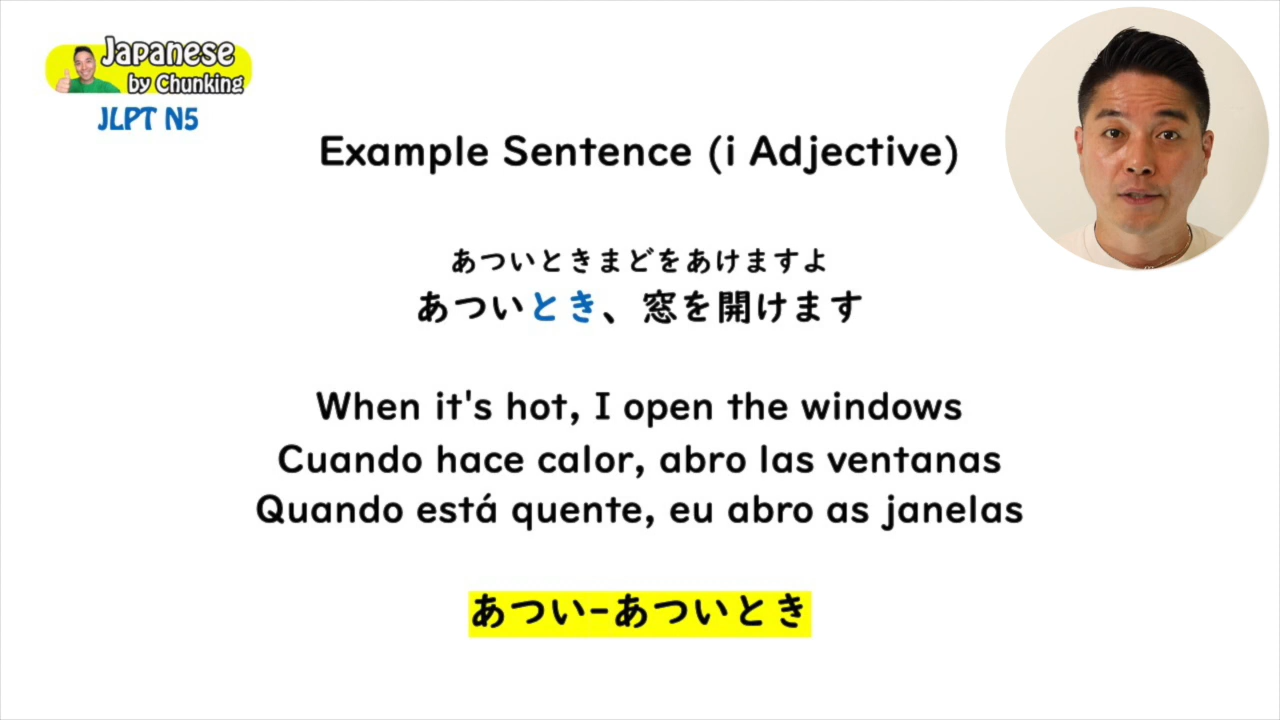 Japanese
by Chunking
JLPT N5
Example Sentence (i Adjective)
あついときまどをあけますよ
あついとき、窓を開けます
When it's hot, I open the windows
Cuando hace calor, abro las ventanas
Quando está quente, eu abro as janelas
あつい-あついとき